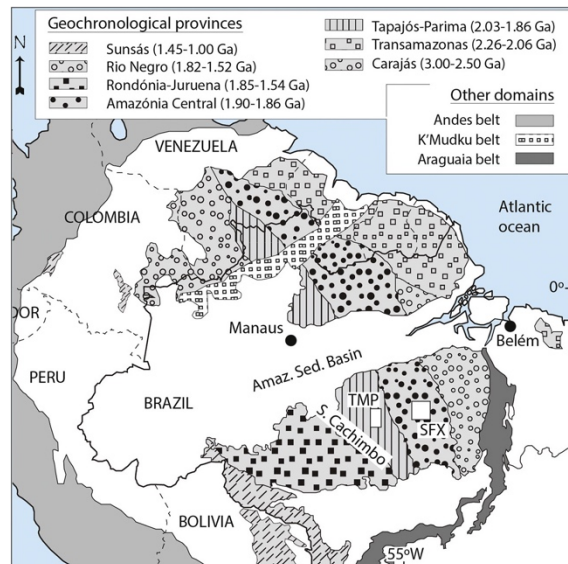 Geochronological provinces
Sunsás (1.45-1.00 Ga)
Rio Negro (1.82-1.52 Ga)
Rondónia-Juruena (1.85-1.54 Ga)
Amazónia Central (1.90-1.86 Ga)
Tapajós-Parima (2.03-1.86 Ga)
Transamazonas (2.26-2.06 Ga)
Carajás (3.00-2.50 Ga)
Other domains
Andes belt
K'Mudku belt
Araguaia belt
N
VENEZUELA
COLOMBIA
Atlantic
ocean
0º
DOR
Manaus
Belém
Amaz. Sed. Basin
PERU
BRAZIL
TMP
SFX
S. Cachimbo
BOLIVIA
55ºW